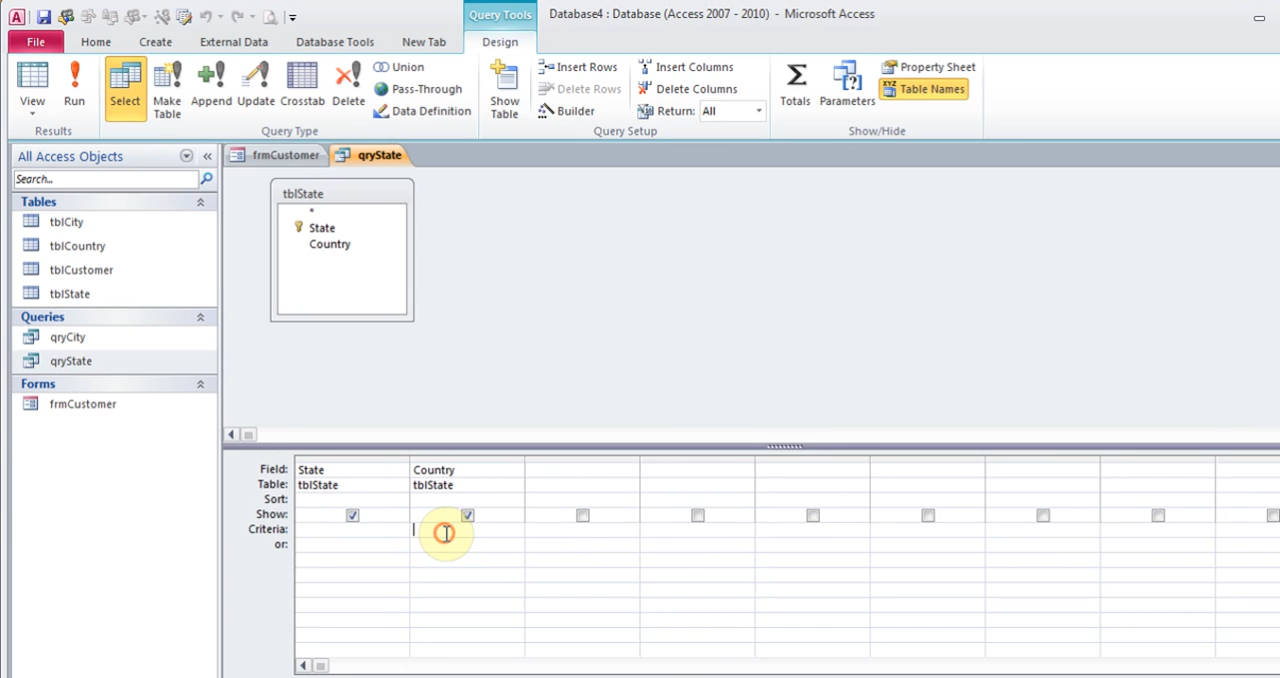 Query Tools
Database4 : Database (Access 2007 - 2010) - Microsoft Access
File
Home
Create
External Data
Database Tools
New Tab
Design
View
Run
Results
Select
Make Table
Append
Update
Crosstab
Delete
Union
Pass-Through
Data Definition
Query Type
Show Table
Insert Rows
Delete Rows
Builder
Insert Columns
Delete Columns
Return: All
Query Setup
Totals
Parameters
Property Sheet
XYZ Table Names
Show/Hide
All Access Objects
Search...
Tables
tblCity
tblCountry
tblCustomer
tblState
Queries
qryCity
qryState
Forms
frmCustomer
frmCustomer
qryState
tblState
*
State
Country
Field: State Country
Table: tblState tblState
Sort:
Show:
Criteria:
or: